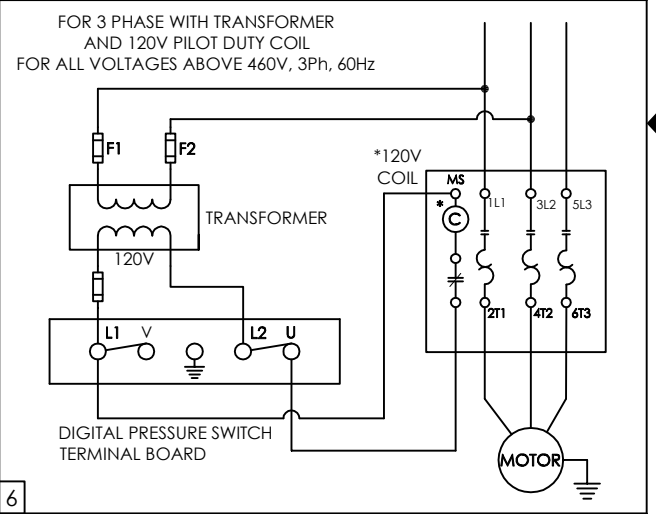 FOR 3 PHASE WITH TRANSFORMER
AND 120V PILOT DUTY COIL
FOR ALL VOLTAGES ABOVE 460V, 3Ph, 60Hz
F1
F2
*120V
COIL
MS
*
C
1L1
3L2
5L3
TRANSFORMER
120V
2T1
4T2
6T3
L1
V
L2
U
DIGITAL PRESSURE SWITCH
TERMINAL BOARD
MOTOR
6